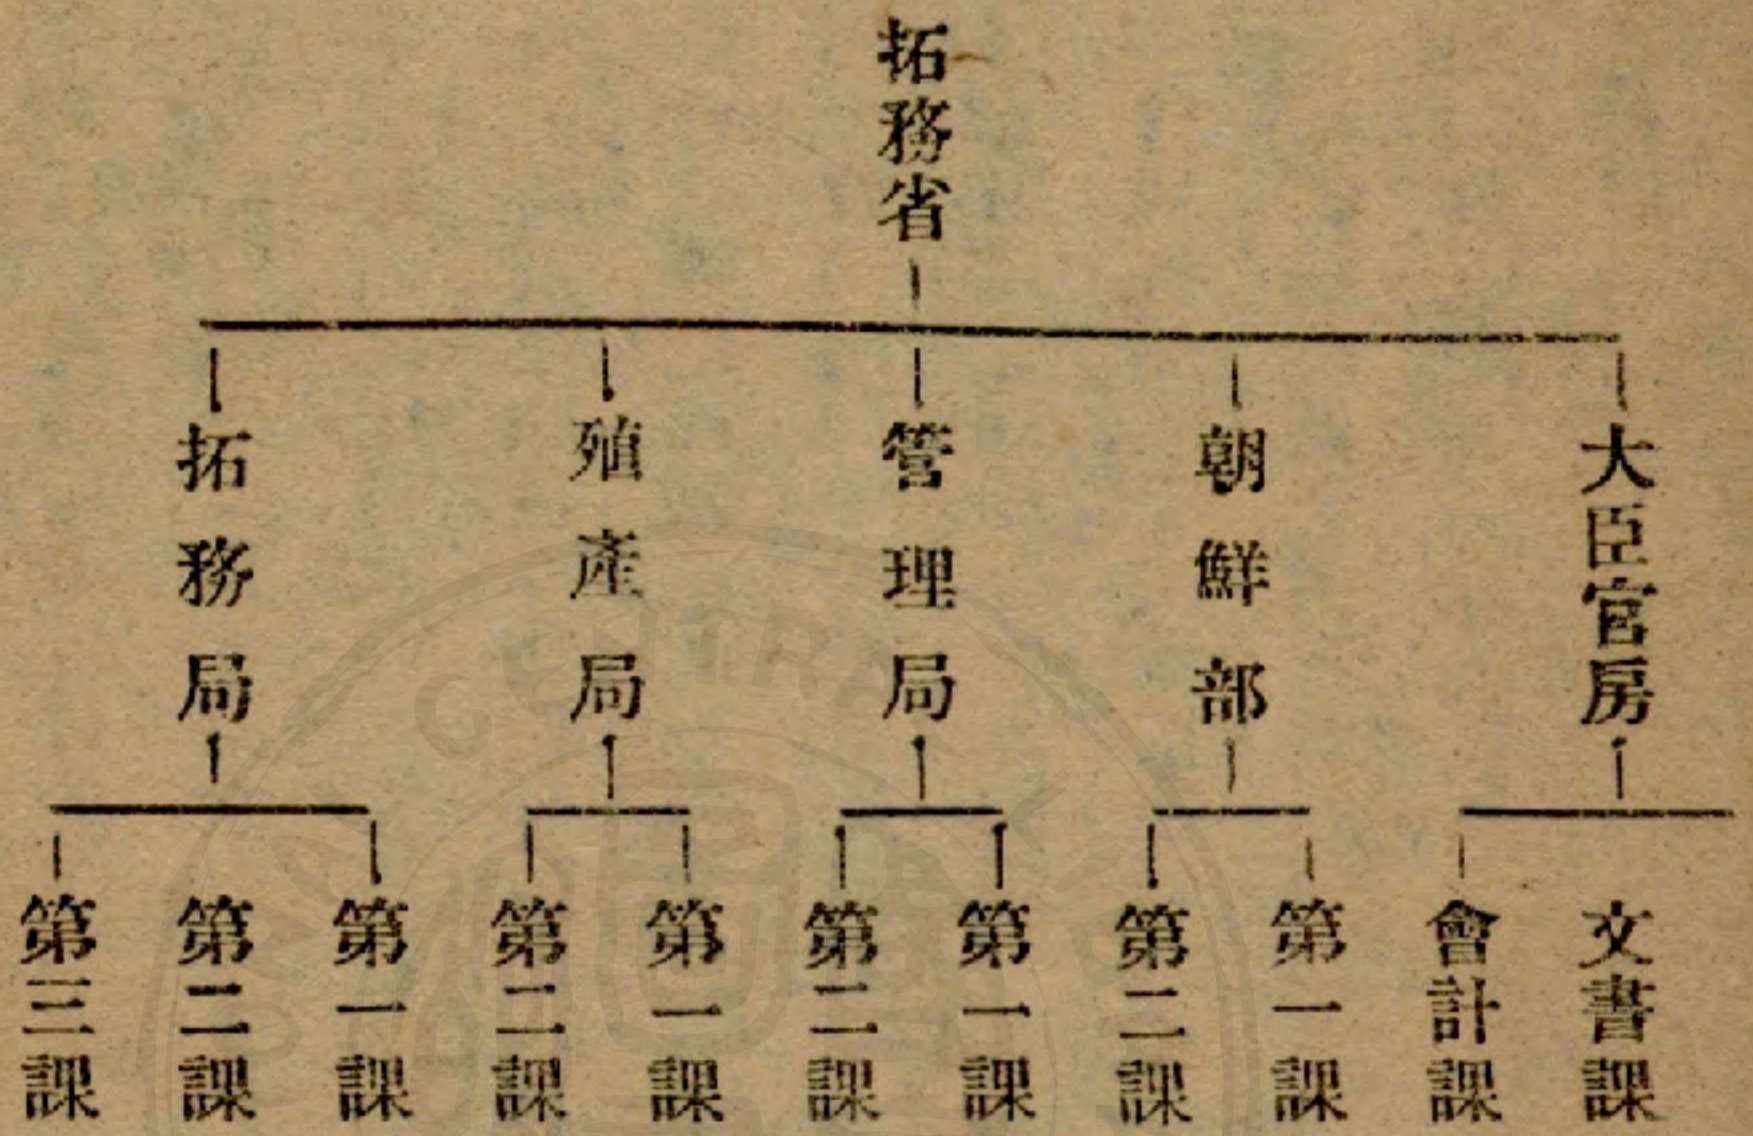 拓務省
大臣官房
朝鮮部
管理局
殖產局
拓務局
文書課
會計課
第一課
第二課
第一課
第二課
第一課
第二課
第一課
第二課
第三課